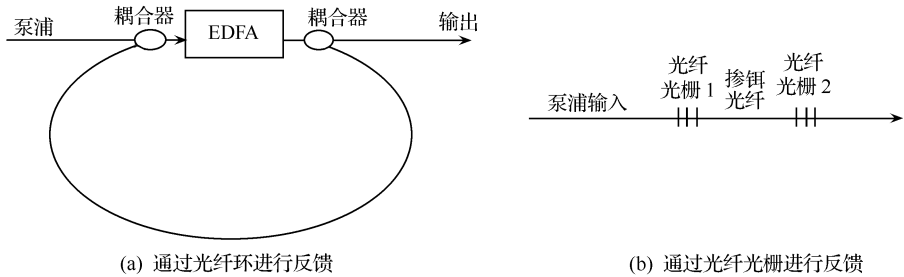 泵浦
耦合器
EDFA
耦合器
输出
(a) 通过光纤环进行反馈
泵浦输入
光纤
光栅 1
掺铒
光纤
光纤
光栅 2
(b) 通过光纤光栅进行反馈